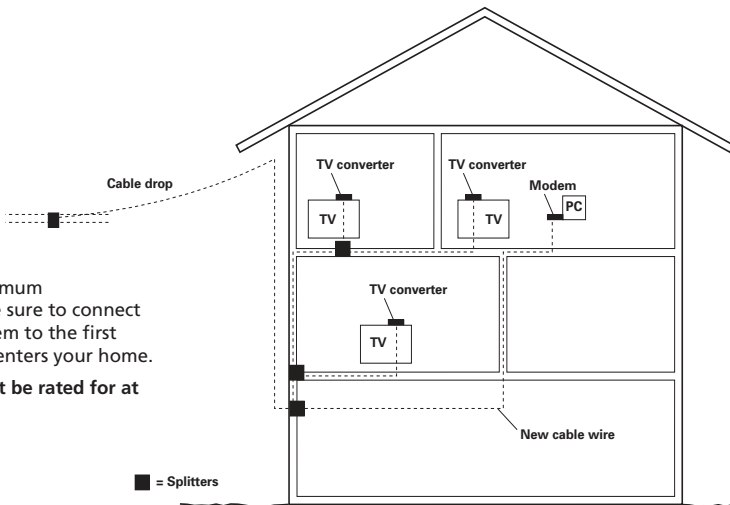 TV converter
TV converter
Cable drop
Modem
PC
TV
TV
mum
sure to connect
em to the first
enters your home.
TV converter
TV
t be rated for at
New cable wire
= Splitters